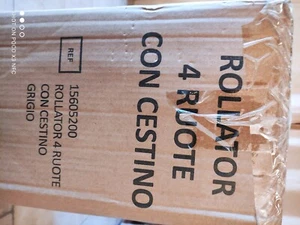 ROLLATOR
4 RUOTE
CON CESTINO
REF
15605200
ROLLATOR 4 RUOTE
CON CESTINO
GRIGIO